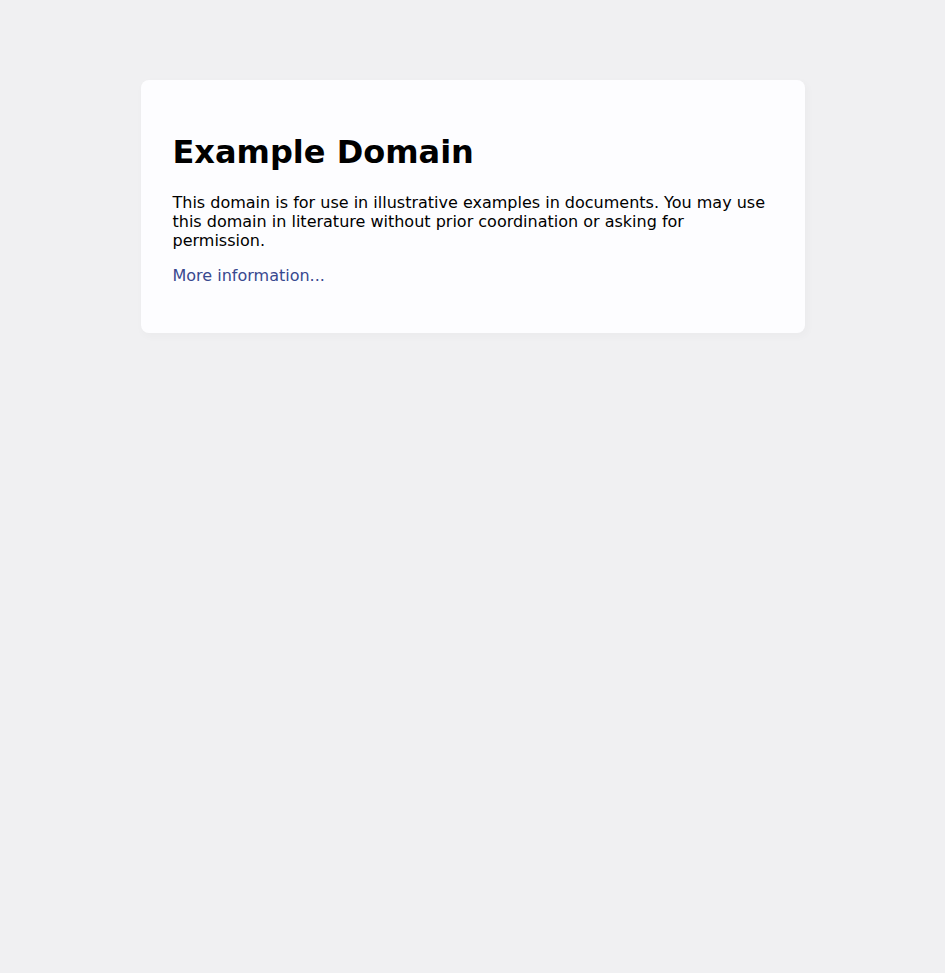 Example Domain
This domain is for use in illustrative examples in documents. You may use
this domain in literature without prior coordination or asking for
permission.
More information...